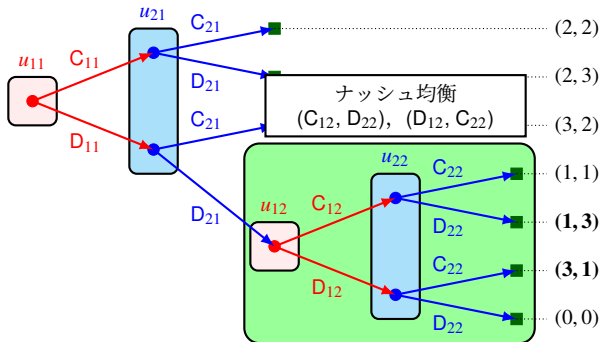 u₂₁
C₂₁
(2, 2)
u₁₁
C₁₁
D₂₁
(2, 3)
ナッシュ均衡
(C₁₂, D₂₂), (D₁₂, C₂₂)
D₁₁
C₂₁
(3, 2)
u₂₂
C₂₂
(1, 1)
D₂₁
u₁₂
C₁₂
D₂₂
(1, 3)
D₁₂
C₂₂
(3, 1)
D₂₂
(0, 0)